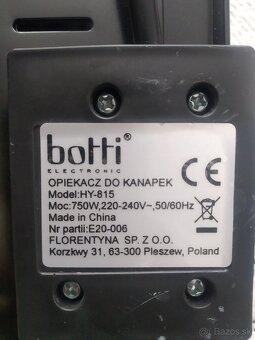 botti®
ELECTRONIC
OPIEKACZ DO KANAPEK
Model:HY-815
Moc:750W,220-240V~,50/60Hz
Made in China
Nr partii:E20-006
FLORENTYNA SP. Z O.O.
Korzkwy 31, 63-300 Pleszew, Poland
CE
Bazos.sk